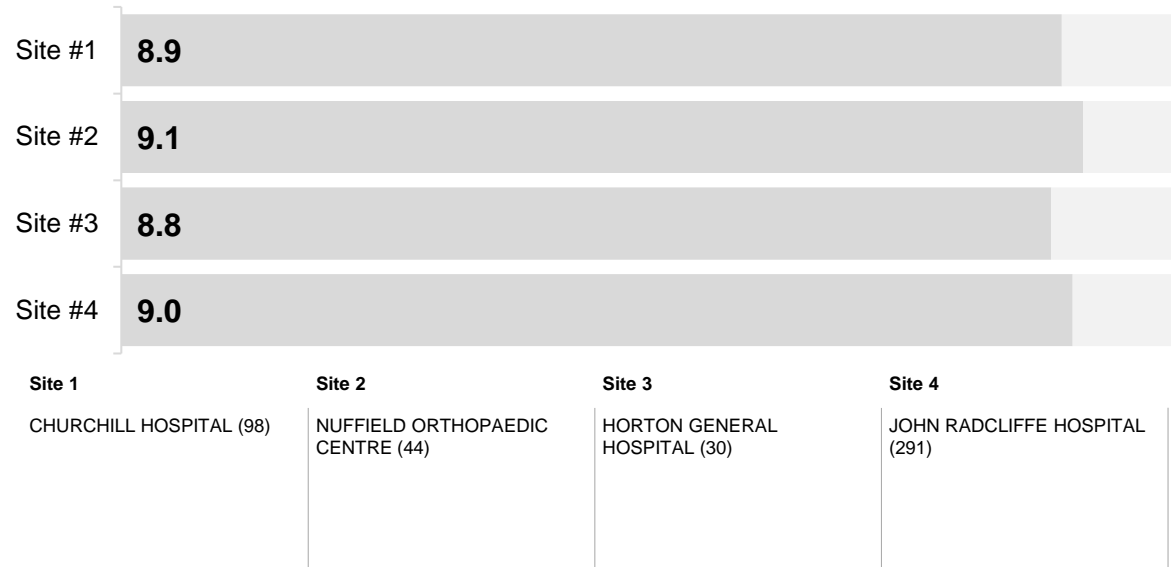 Site #1
8.9
Site #2
9.1
Site #3
8.8
Site #4
9.0
Site 1
CHURCHILL HOSPITAL (98)
Site 2
NUFFIELD ORTHOPAEDIC
CENTRE (44)
Site 3
HORTON GENERAL
HOSPITAL (30)
Site 4
JOHN RADCLIFFE HOSPITAL
(291)